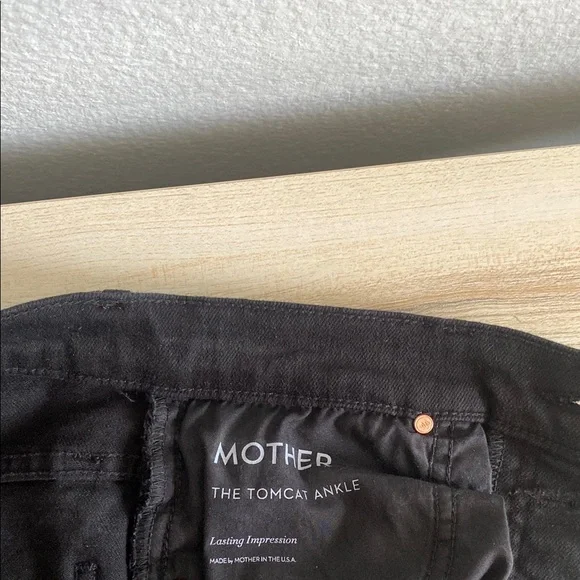 MOTHER
THE TOMCAT ANKLE
Lasting Impression
MADE by MOTHER IN THE U.S.A.